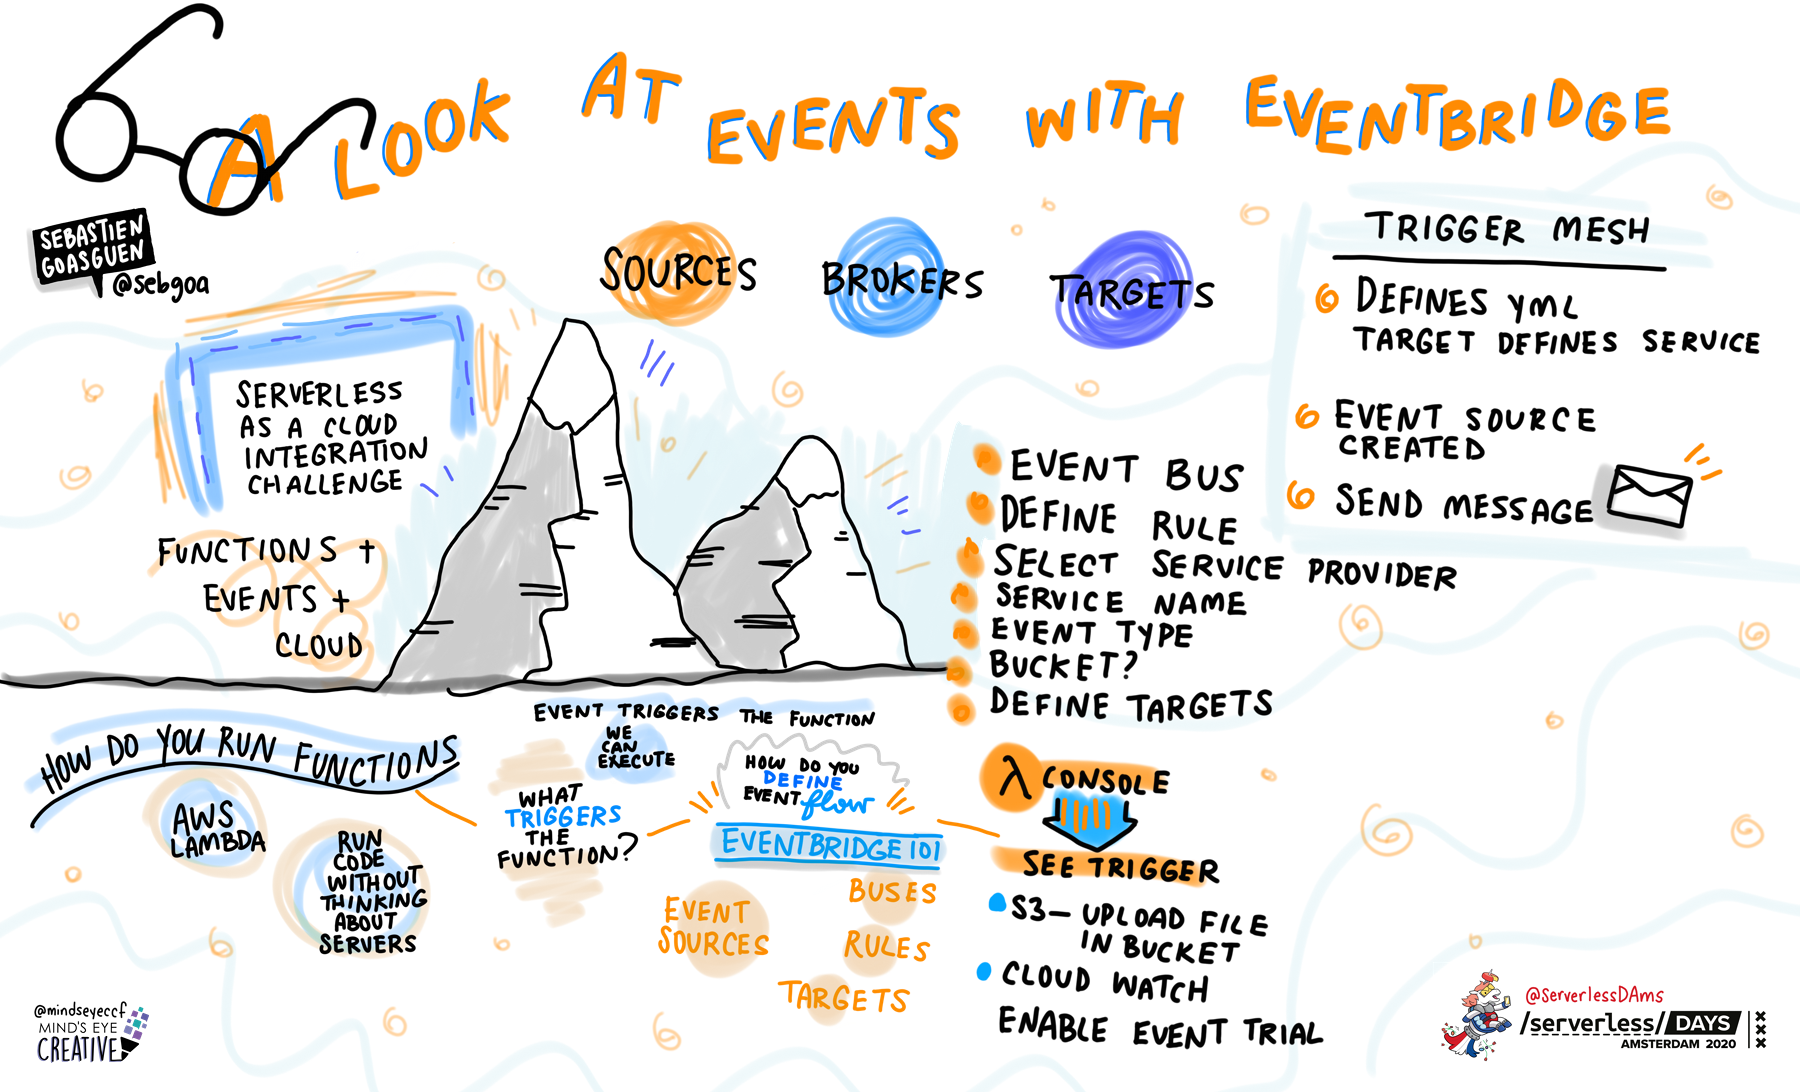 A LOOK AT EVENTS WITH EVENTBRIDGE
SEBASTIEN
GOASGUEN
@sebgoa
SOURCES
BROKERS
TARGETS
SERVERLESS
AS A CLOUD
INTEGRATION
CHALLENGE
FUNCTIONS +
EVENTS +
CLOUD
TRIGGER MESH
DEFINES YML
TARGET DEFINES SERVICE
EVENT SOURCE
CREATED
SEND MESSAGE
EVENT BUS
DEFINE RULE
SELECT SERVICE PROVIDER
SERVICE NAME
EVENT TYPE
BUCKET?
DEFINE TARGETS
HOW DO YOU RUN FUNCTIONS
AWS
LAMBDA
RUN
CODE
WITHOUT
THINKING
ABOUT
SERVERS
EVENT TRIGGERS THE FUNCTION
WE
CAN
EXECUTE
WHAT
TRIGGERS
THE
FUNCTION?
HOW DO YOU
DEFINE
EVENT flow
EVENTBRIDGE 101
EVENT
SOURCES
BUSES
RULES
TARGETS
λ CONSOLE
SEE TRIGGER
S3 — UPLOAD FILE
IN BUCKET
CLOUD WATCH
ENABLE EVENT TRIAL
@mindseyeccf
MIND'S EYE
CREATIVE
@ServerlessDAms
/serverless/DAYS
AMSTERDAM 2020
XXX